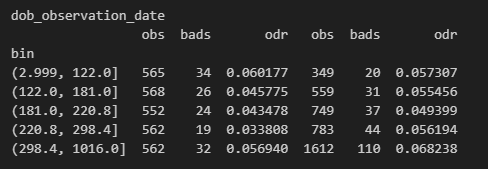 dob_observation_date
obs bads odr obs bads odr
bin
(2.999, 122.0] 565 34 0.060177 349 20 0.057307
(122.0, 181.0] 568 26 0.045775 559 31 0.055456
(181.0, 220.8] 552 24 0.043478 749 37 0.049399
(220.8, 298.4] 562 19 0.033808 783 44 0.056194
(298.4, 1016.0] 562 32 0.056940 1612 110 0.068238